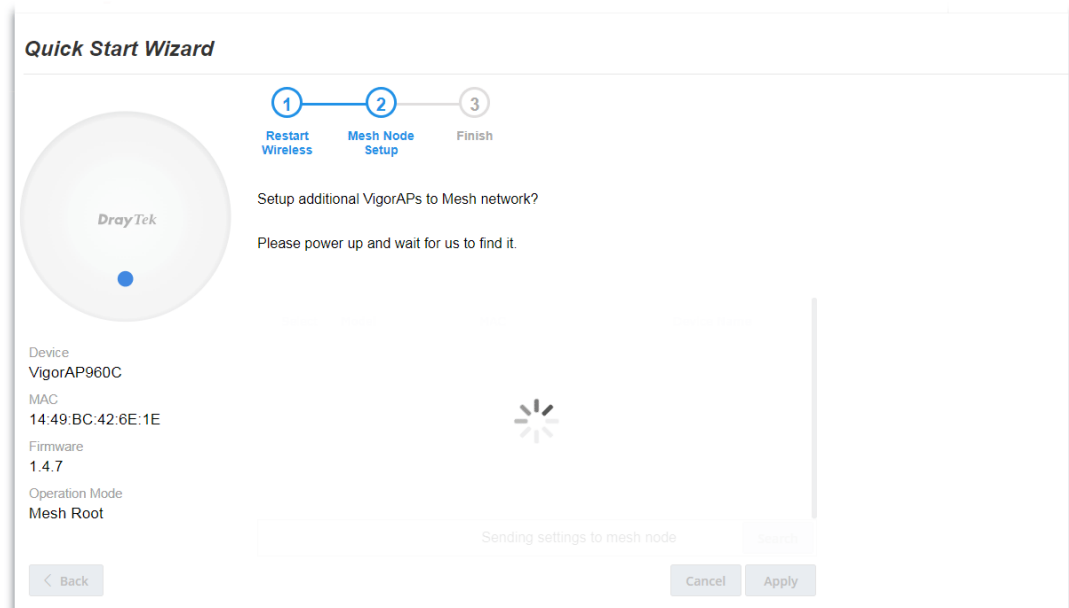 Quick Start Wizard
1
2
3
Restart
Wireless
Mesh Node
Setup
Finish
Setup additional VigorAPs to Mesh network?
Please power up and wait for us to find it.
DrayTek
Device
VigorAP960C
MAC
14:49:BC:42:6E:1E
Firmware
1.4.7
Operation Mode
Mesh Root
Sending settings to mesh node
Search
Back
Cancel
Apply